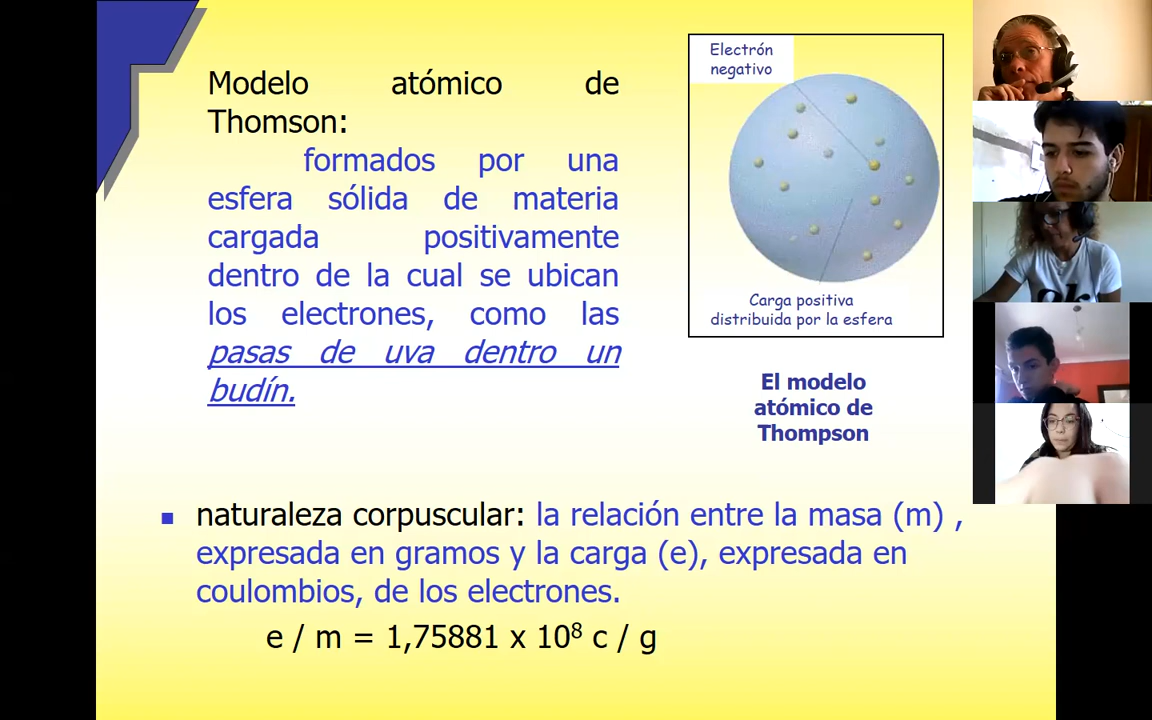 Modelo atómico de
Thomson:
formados por una
esfera sólida de materia
cargada positivamente
dentro de la cual se ubican
los electrones, como las
pasas de uva dentro un
budín.
Electrón
negativo
Carga positiva
distribuida por la esfera
El modelo
atómico de
Thompson
naturaleza corpuscular: la relación entre la masa (m) ,
expresada en gramos y la carga (e), expresada en
coulombios, de los electrones.
e / m = 1,75881 x 10⁸ c / g